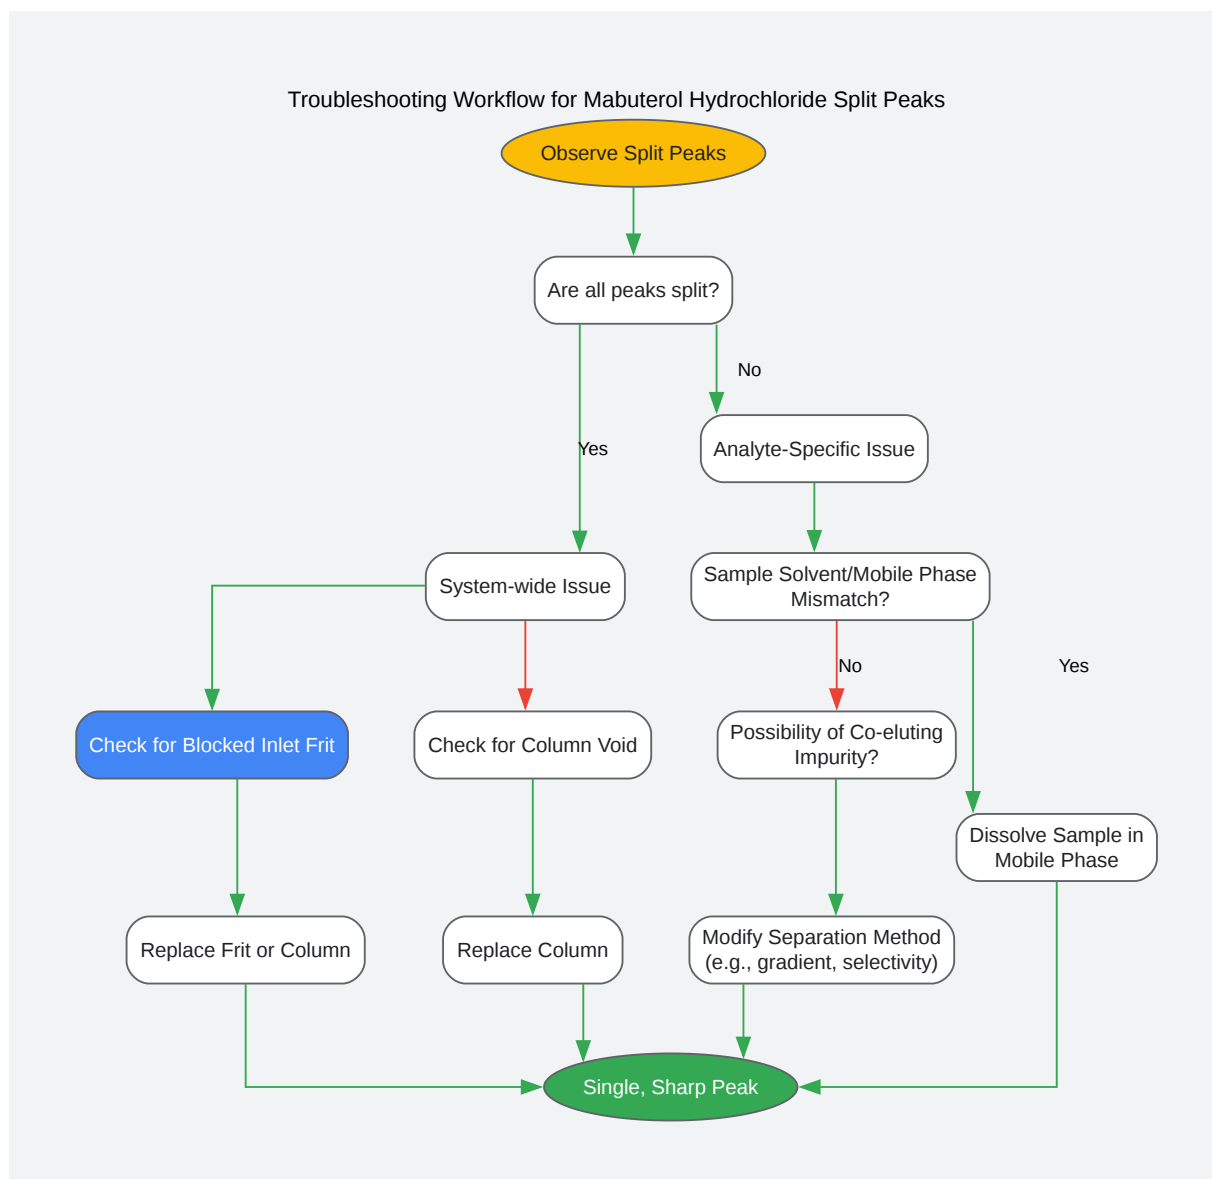 Troubleshooting Workflow for Mabuterol Hydrochloride Split Peaks
Observe Split Peaks
Are all peaks split?
No
Yes
Analyte-Specific Issue
System-wide Issue
Sample Solvent/Mobile Phase
Mismatch?
No
Yes
Check for Blocked Inlet Frit
Check for Column Void
Possibility of Co-eluting
Impurity?
Dissolve Sample in
Mobile Phase
Replace Frit or Column
Replace Column
Modify Separation Method
(e.g., gradient, selectivity)
Single, Sharp Peak